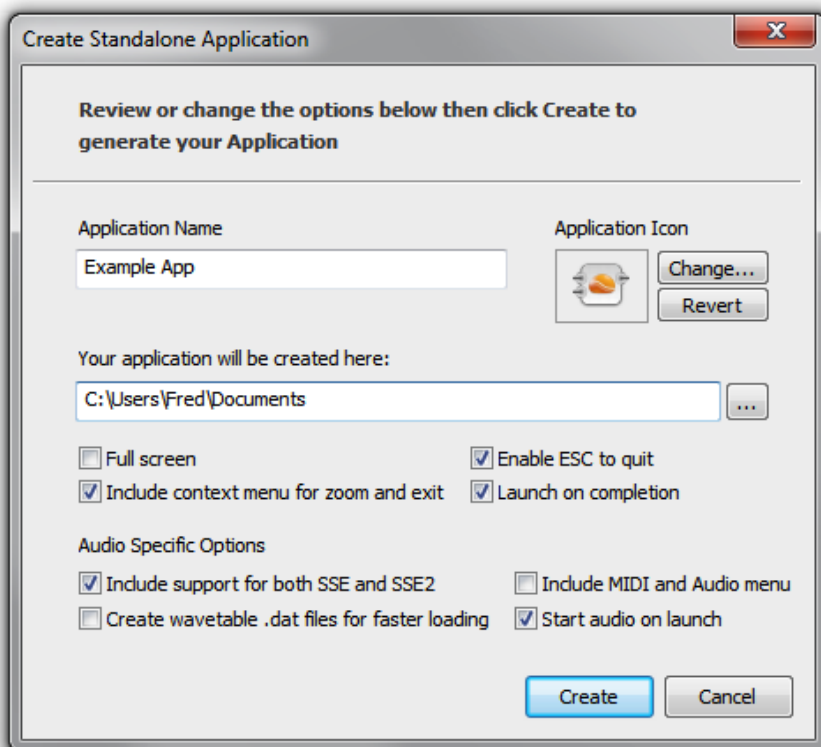 Create Standalone Application
Review or change the options below then click Create to
generate your Application
Application Name
Application Icon
Example App
Change...
Revert
Your application will be created here:
C:\Users\Fred\Documents
...
Full screen
Enable ESC to quit
Include context menu for zoom and exit
Launch on completion
Audio Specific Options
Include support for both SSE and SSE2
Include MIDI and Audio menu
Create wavetable .dat files for faster loading
Start audio on launch
Create
Cancel